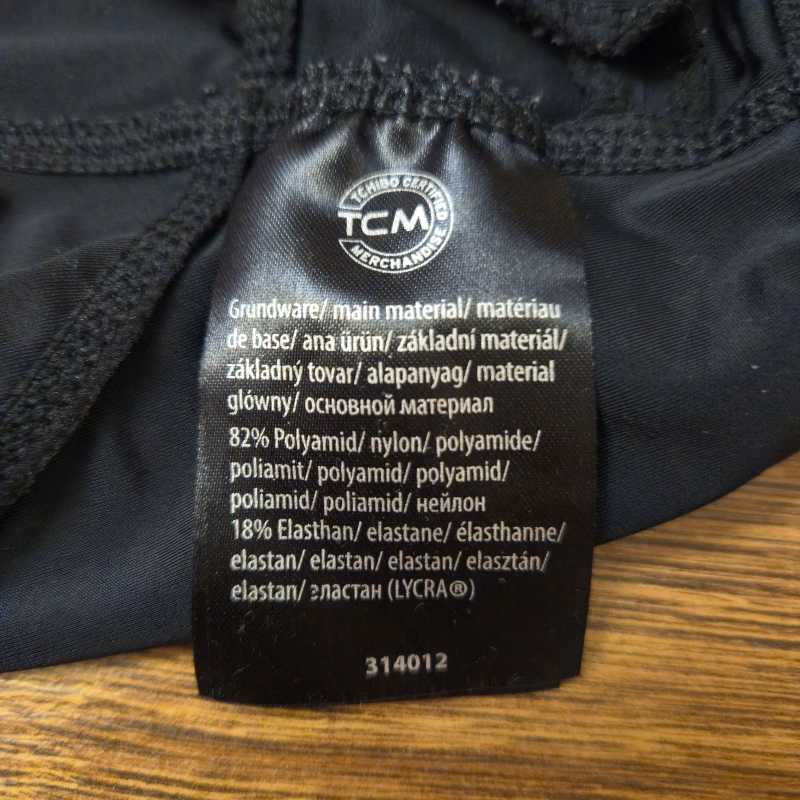 TCHIBO CERTIFIED
TCM
MERCHANDISE
Grundware/ main material/ matériau
de base/ ana ürün/ základní materiál/
základný tovar/ alapanyag/ material
glówny/ основной материал
82% Polyamid/ nylon/ polyamide/
poliamit/ polyamid/ polyamid/
poliamid/ poliamid/ нейлон
18% Elasthan/ elastane/ élasthanne/
elastan/ elastan/ elastan/ elasztán/
elastan/ эластан (LYCRA®)
314012